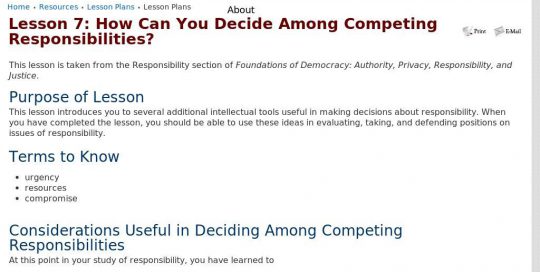 Home • Resources • Lesson Plans • Lesson Plans
About
Lesson 7: How Can You Decide Among Competing
Responsibilities?
Print
E-Mail
This lesson is taken from the Responsibility section of Foundations of Democracy: Authority, Privacy, Responsibility, and
Justice.
Purpose of Lesson
This lesson introduces you to several additional intellectual tools useful in making decisions about responsibility. When
you have completed the lesson, you should be able to use these ideas in evaluating, taking, and defending positions on
issues of responsibility.
Terms to Know
• urgency
• resources
• compromise
Considerations Useful in Deciding Among Competing
Responsibilities
At this point in your study of responsibility, you have learned to